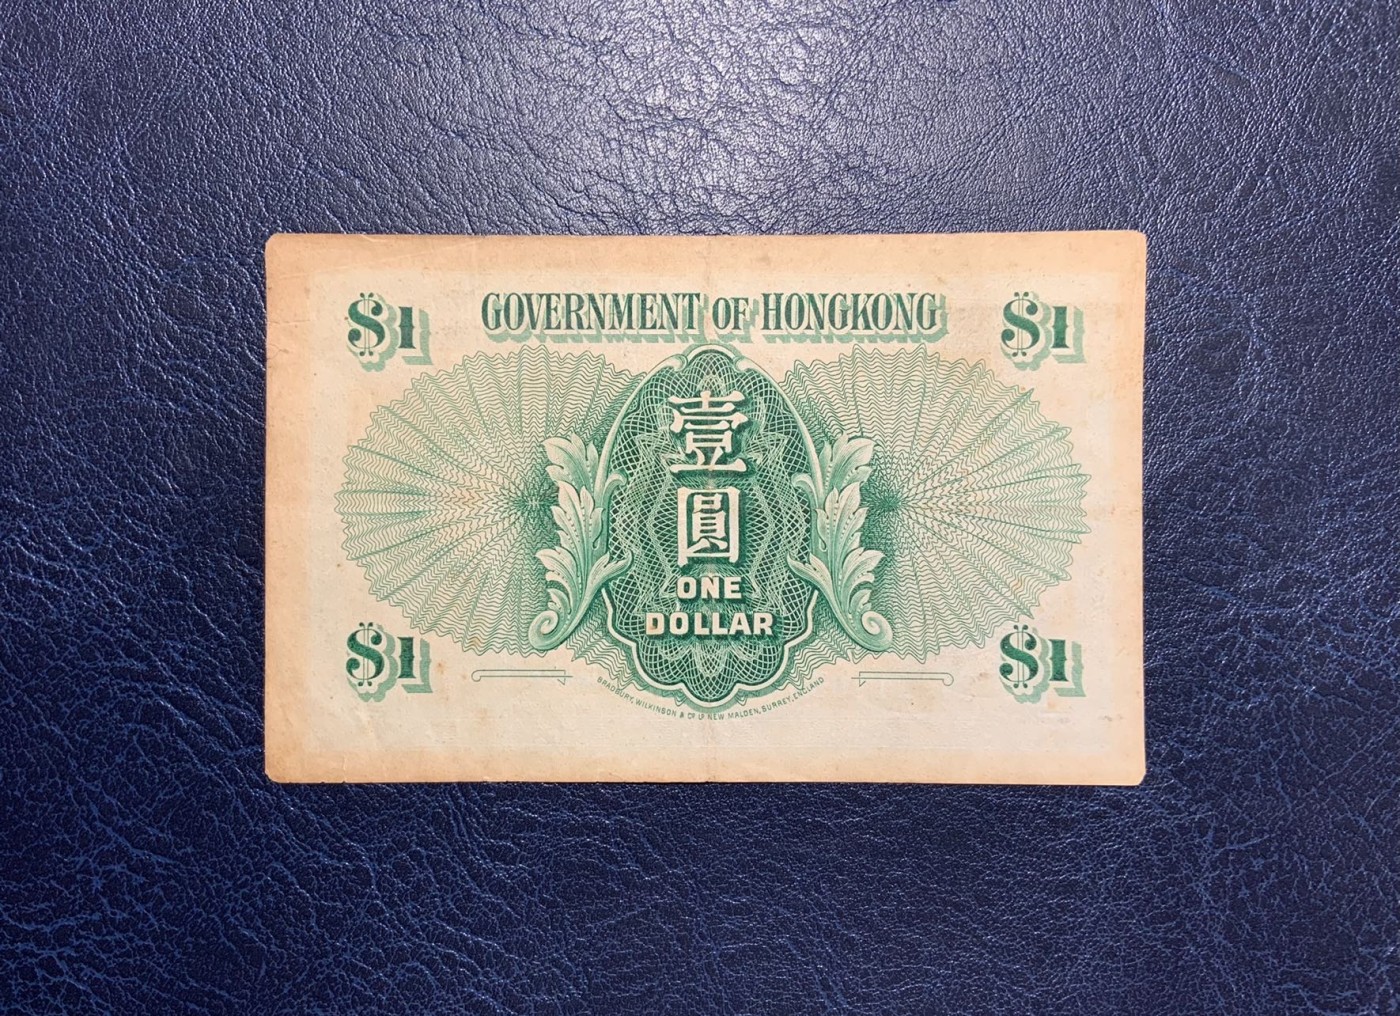 $1 GOVERNMENT OF HONGKONG $1
壹
圓
ONE
DOLLAR
$1 $1
BRADBURY, WILKINSON & Cº Lᴰ NEW MALDEN, SURREY, ENGLAND